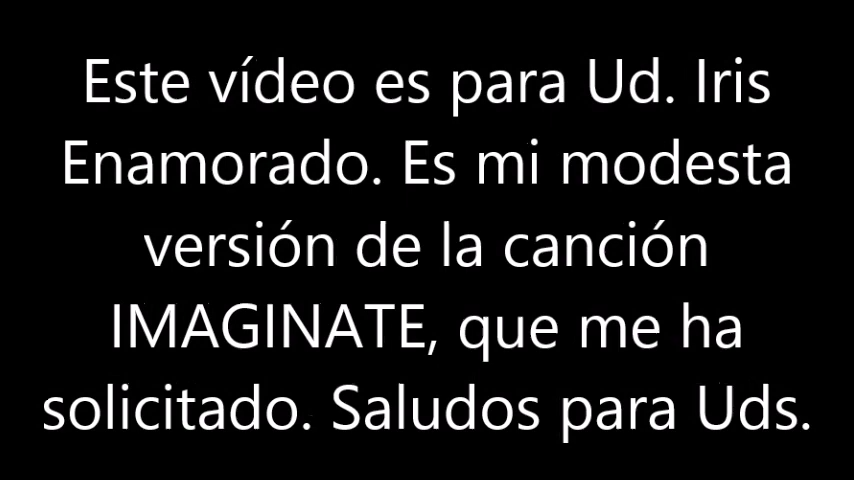 Este vídeo es para Ud. Iris
Enamorado. Es mi modesta
versión de la canción
IMAGINATE, que me ha
solicitado. Saludos para Uds.